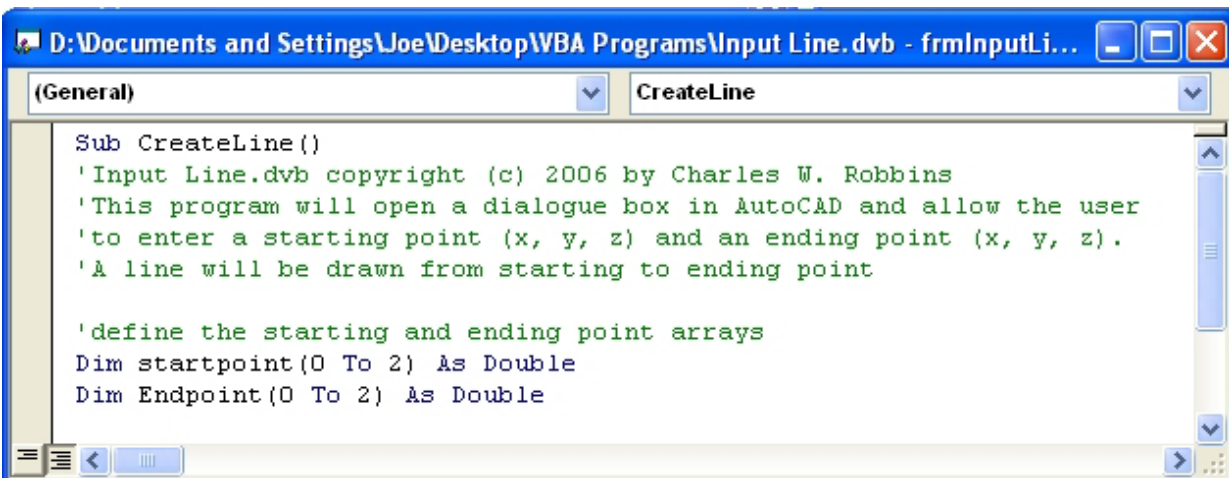 D:\Documents and Settings\Joe\Desktop\VBA Programs\Input Line.dvb - frmInputLi...
(General) CreateLine
Sub CreateLine()
'Input Line.dvb copyright (c) 2006 by Charles W. Robbins
'This program will open a dialogue box in AutoCAD and allow the user
'to enter a starting point (x, y, z) and an ending point (x, y, z).
'A line will be drawn from starting to ending point
'define the starting and ending point arrays
Dim startpoint(0 To 2) As Double
Dim Endpoint(0 To 2) As Double